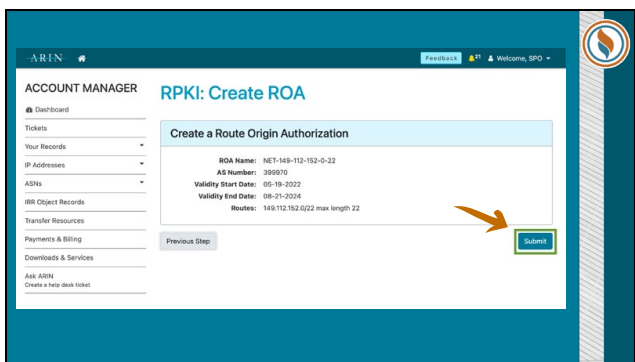 ARIN
Feedback 21 Welcome, SPO
ACCOUNT MANAGER
Dashboard
Tickets
Your Records
IP Addresses
ASNs
IRR Object Records
Transfer Resources
Payments & Billing
Downloads & Services
Ask ARIN
Create a help desk ticket
RPKI: Create ROA
Create a Route Origin Authorization
ROA Name: NET-149-112-152-0-22
AS Number: 399970
Validity Start Date: 05-19-2022
Validity End Date: 08-21-2024
Routes: 149.112.152.0/22 max length 22
Previous Step
Submit